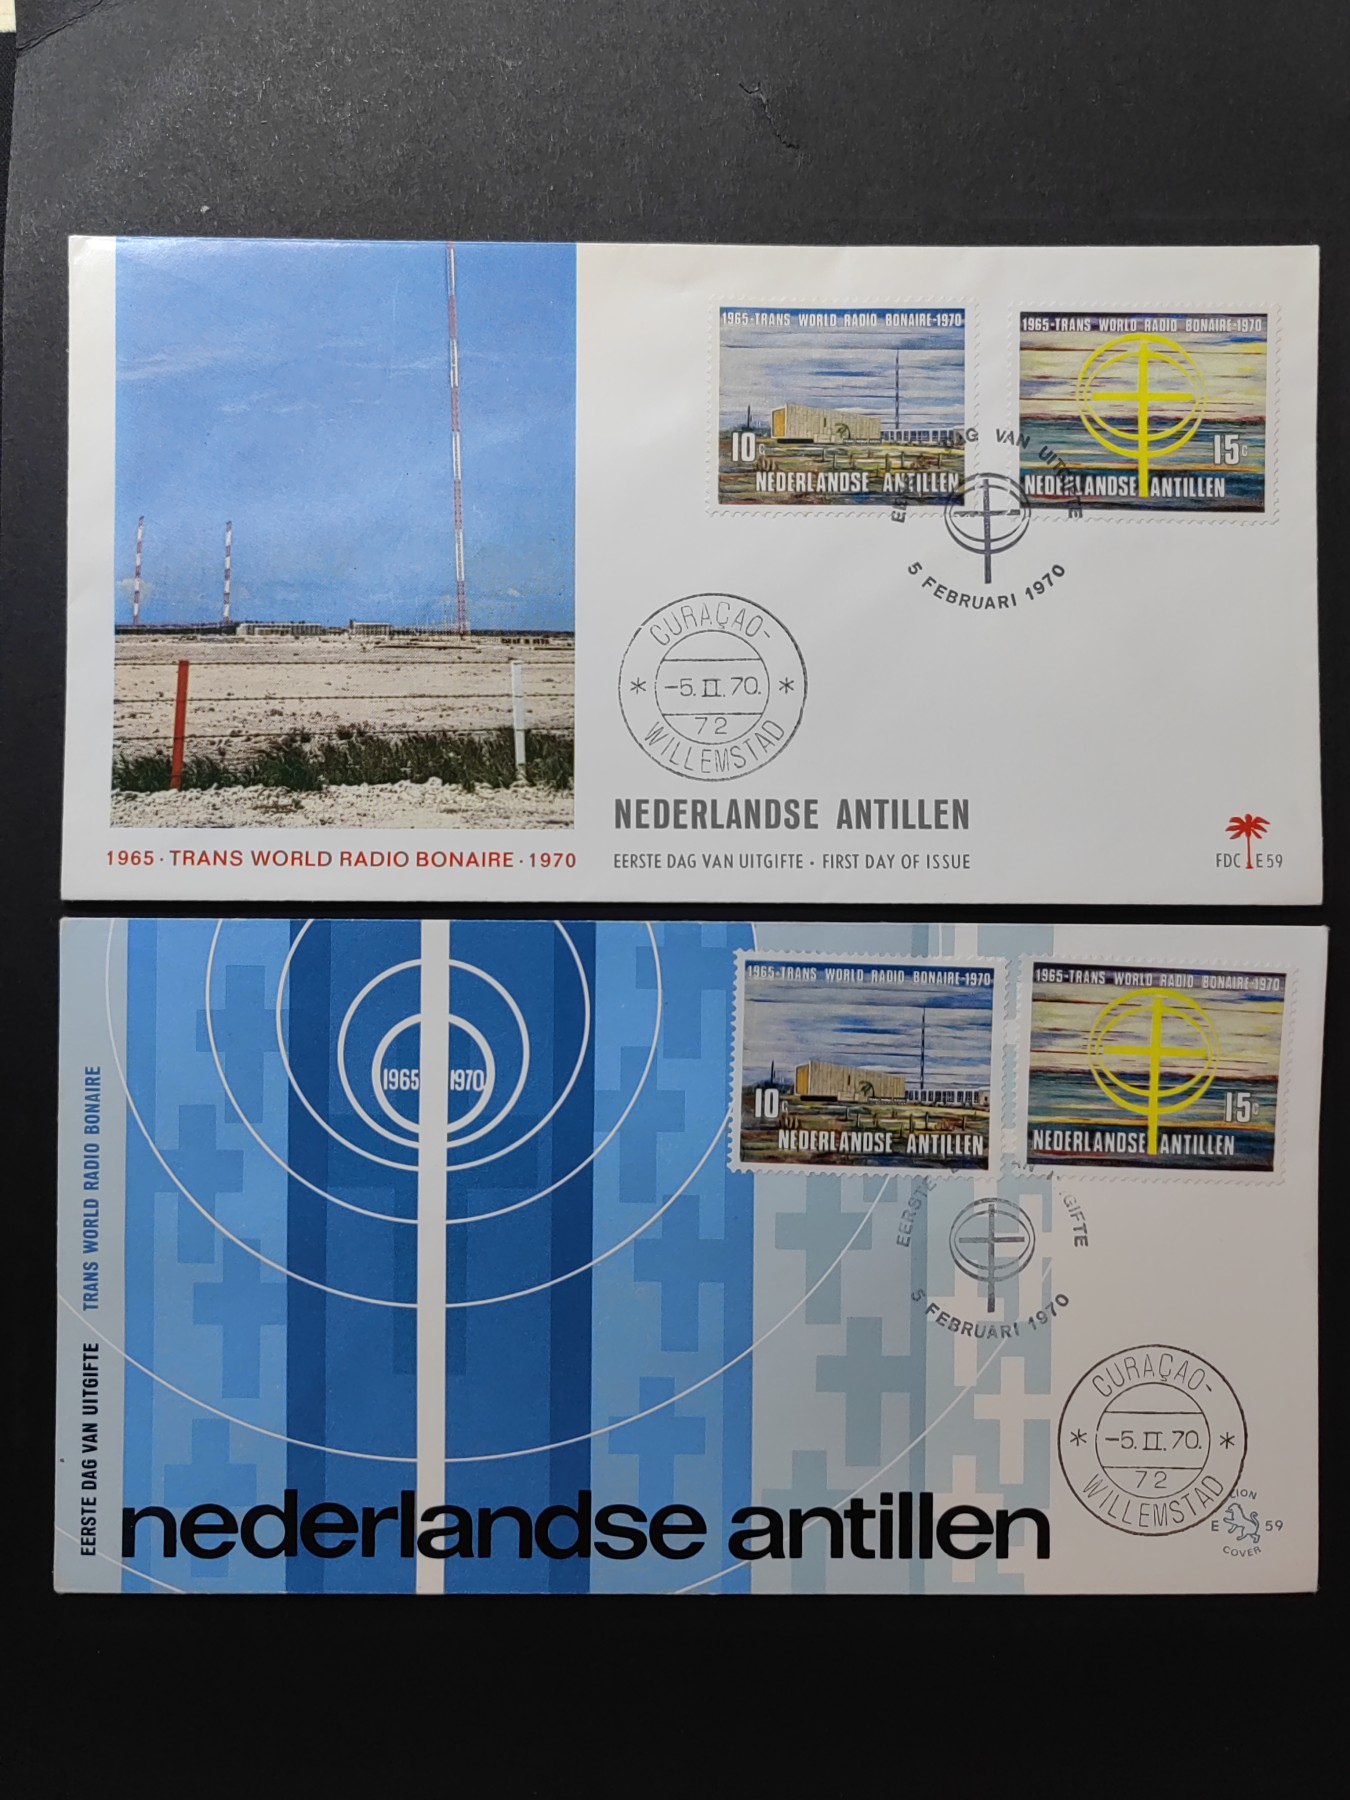 1965-TRANS WORLD RADIO BONAIRE-1970
10c
NEDERLANDSE ANTILLEN
1965-TRANS WORLD RADIO BONAIRE-1970
15c
NEDERLANDSE ANTILLEN
VAN UITGIFTE
5 FEBRUARI 1970
CURAÇAO-
* -5.II.70. *
72
WILLEMSTAD
NEDERLANDSE ANTILLEN
1965 · TRANS WORLD RADIO BONAIRE · 1970
EERSTE DAG VAN UITGIFTE · FIRST DAY OF ISSUE
FDC E59
1965-TRANS WORLD RADIO BONAIRE-1970
10c
NEDERLANDSE ANTILLEN
1965-TRANS WORLD RADIO BONAIRE-1970
15c
NEDERLANDSE ANTILLEN
1965 1970
EERSTE DAG VAN UITGIFTE TRANS WORLD RADIO BONAIRE
EERSTE
5 FEBRUARI 1970
CURAÇAO-
* -5.II.70. *
72
WILLEMSTAD
nederlandse antillen
LION
E 59
COVER